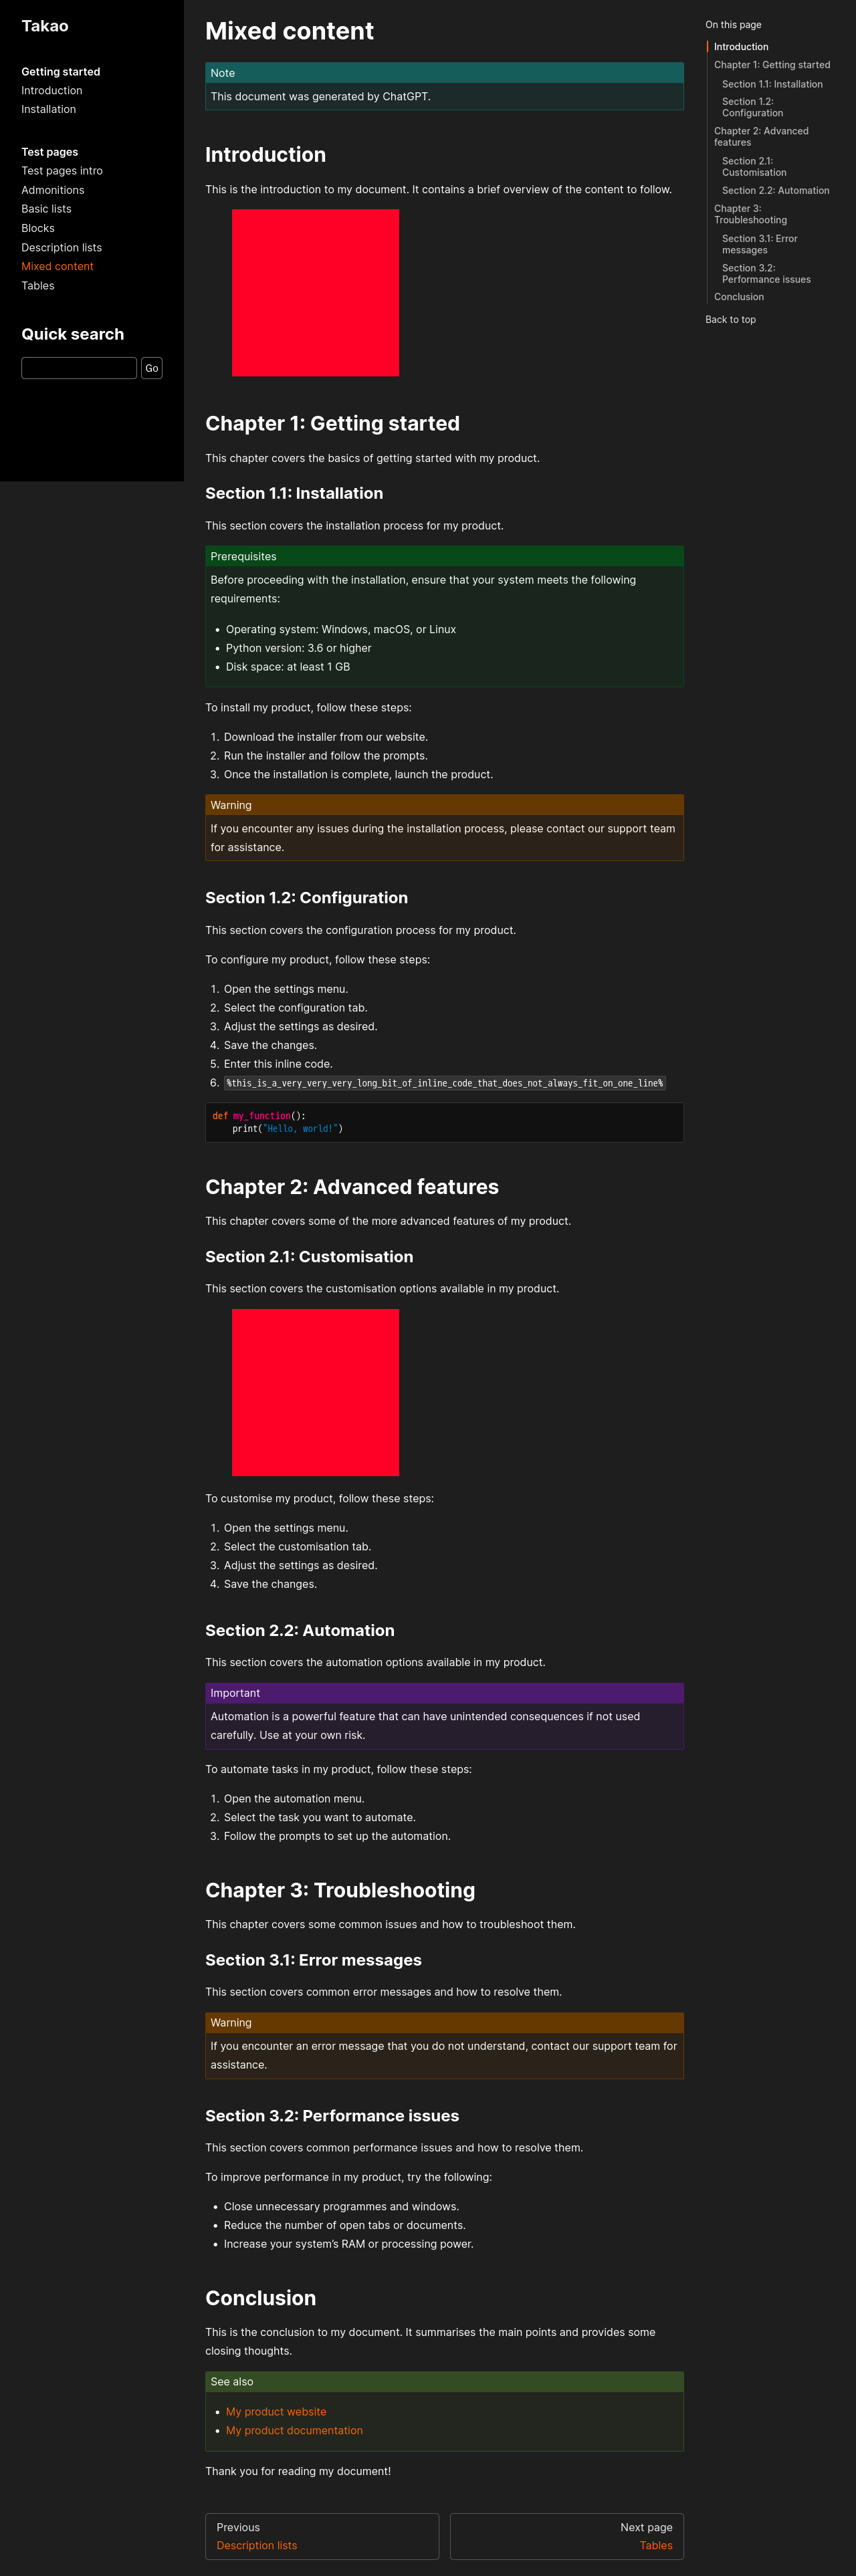 Takao
Getting started
Introduction
Installation
Test pages
Test pages intro
Admonitions
Basic lists
Blocks
Description lists
Mixed content
Tables
Quick search
Go
Mixed content
Note
This document was generated by ChatGPT.
Introduction
This is the introduction to my document. It contains a brief overview of the content to follow.
Chapter 1: Getting started
This chapter covers the basics of getting started with my product.
Section 1.1: Installation
This section covers the installation process for my product.
Prerequisites
Before proceeding with the installation, ensure that your system meets the following
requirements:
• Operating system: Windows, macOS, or Linux
• Python version: 3.6 or higher
• Disk space: at least 1 GB
To install my product, follow these steps:
1. Download the installer from our website.
2. Run the installer and follow the prompts.
3. Once the installation is complete, launch the product.
Warning
If you encounter any issues during the installation process, please contact our support team
for assistance.
Section 1.2: Configuration
This section covers the configuration process for my product.
To configure my product, follow these steps:
1. Open the settings menu.
2. Select the configuration tab.
3. Adjust the settings as desired.
4. Save the changes.
5. Enter this inline code.
6. %this_is_a_very_very_very_long_bit_of_inline_code_that_does_not_always_fit_on_one_line%
def my_function():
    print("Hello, world!")
Chapter 2: Advanced features
This chapter covers some of the more advanced features of my product.
Section 2.1: Customisation
This section covers the customisation options available in my product.
To customise my product, follow these steps:
1. Open the settings menu.
2. Select the customisation tab.
3. Adjust the settings as desired.
4. Save the changes.
Section 2.2: Automation
This section covers the automation options available in my product.
Important
Automation is a powerful feature that can have unintended consequences if not used
carefully. Use at your own risk.
To automate tasks in my product, follow these steps:
1. Open the automation menu.
2. Select the task you want to automate.
3. Follow the prompts to set up the automation.
Chapter 3: Troubleshooting
This chapter covers some common issues and how to troubleshoot them.
Section 3.1: Error messages
This section covers common error messages and how to resolve them.
Warning
If you encounter an error message that you do not understand, contact our support team for
assistance.
Section 3.2: Performance issues
This section covers common performance issues and how to resolve them.
To improve performance in my product, try the following:
• Close unnecessary programmes and windows.
• Reduce the number of open tabs or documents.
• Increase your system’s RAM or processing power.
Conclusion
This is the conclusion to my document. It summarises the main points and provides some
closing thoughts.
See also
• My product website
• My product documentation
Thank you for reading my document!
Previous
Description lists
Next page
Tables
On this page
Introduction
Chapter 1: Getting started
Section 1.1: Installation
Section 1.2:
Configuration
Chapter 2: Advanced
features
Section 2.1:
Customisation
Section 2.2: Automation
Chapter 3:
Troubleshooting
Section 3.1: Error
messages
Section 3.2:
Performance issues
Conclusion
Back to top